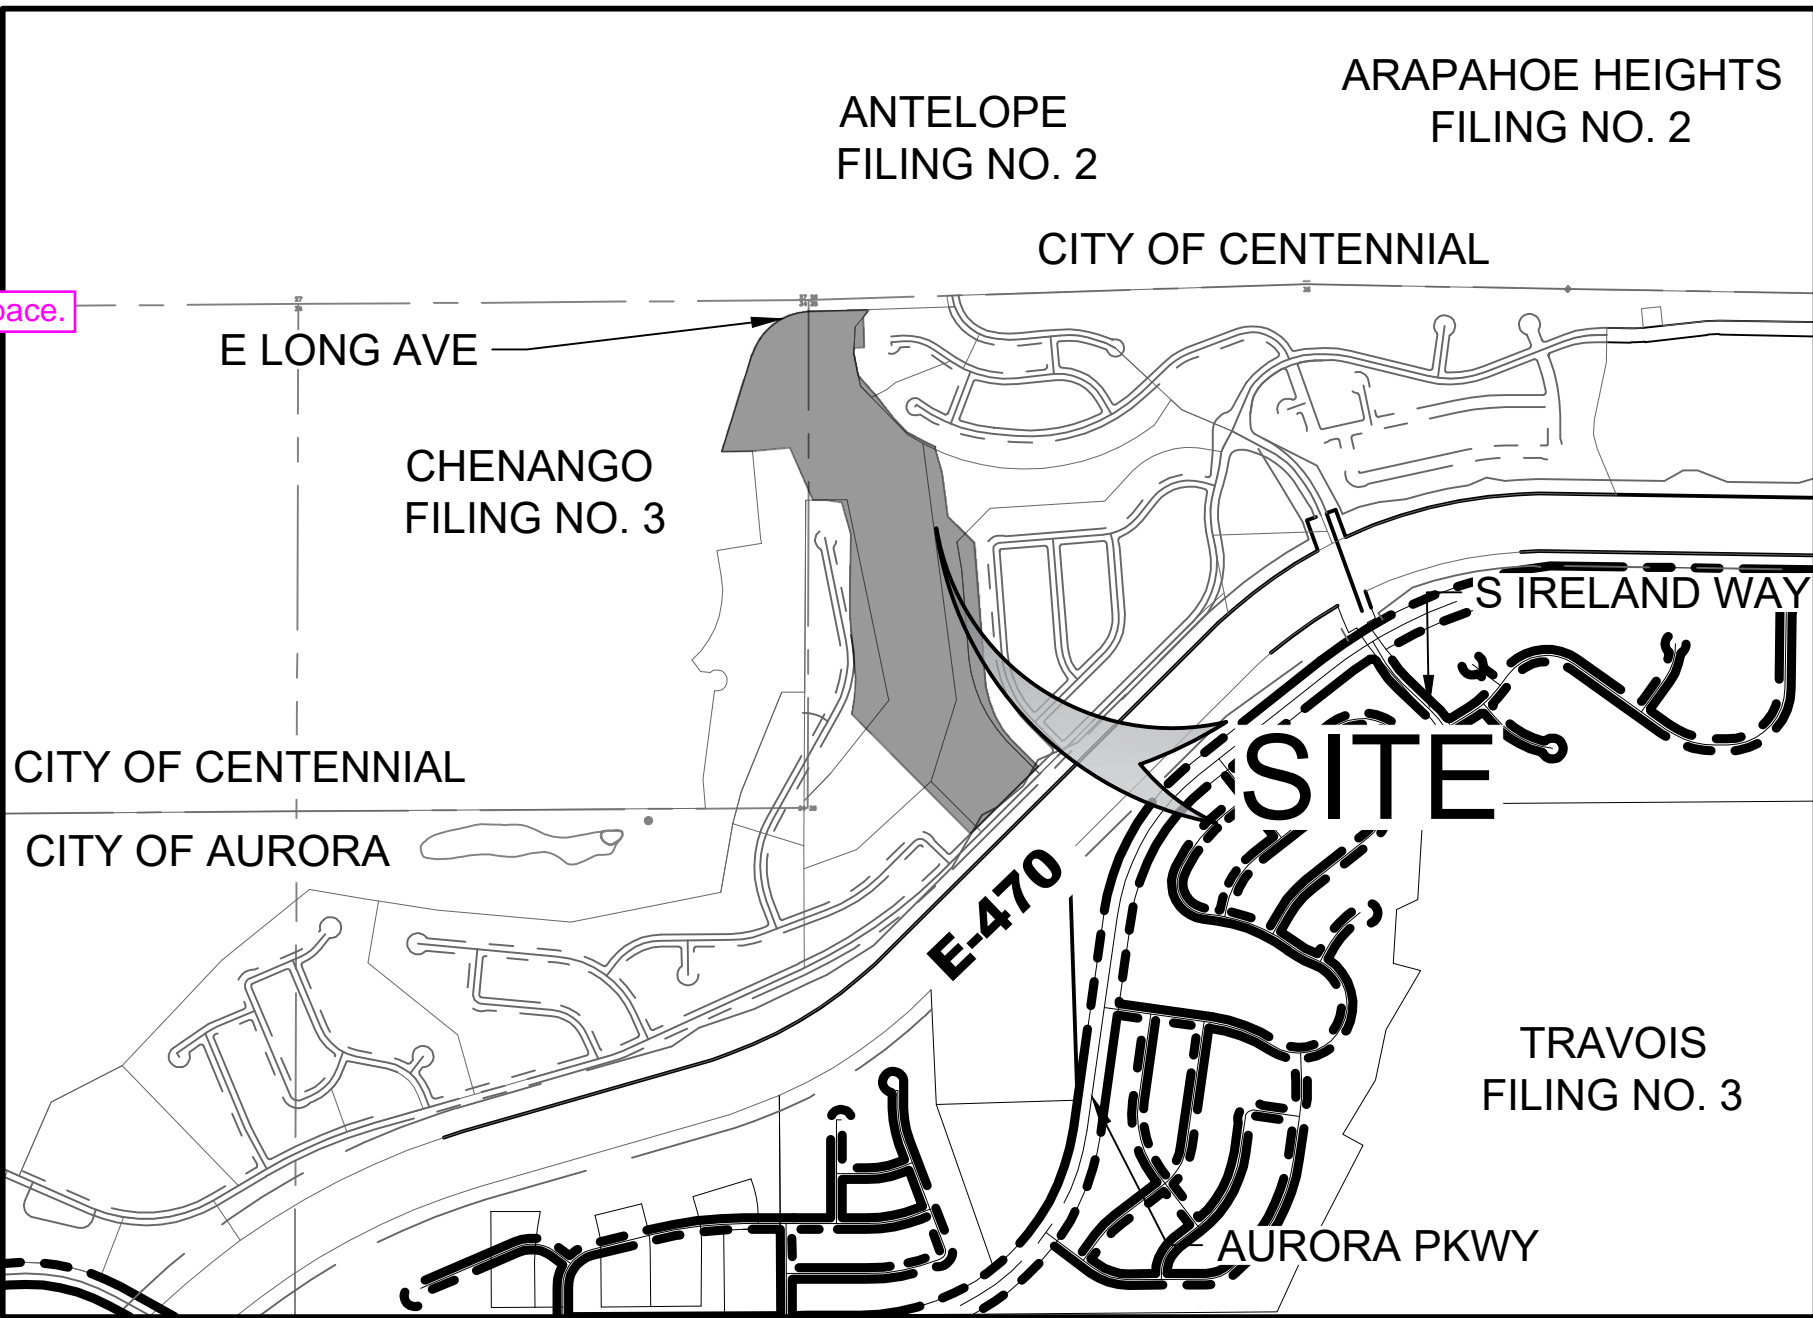 ARAPAHOE HEIGHTS
FILING NO. 2
ANTELOPE
FILING NO. 2
CITY OF CENTENNIAL
pace.
E LONG AVE
CHENANGO
FILING NO. 3
S IRELAND WAY
SITE
CITY OF CENTENNIAL
CITY OF AURORA
E-470
TRAVOIS
FILING NO. 3
AURORA PKWY